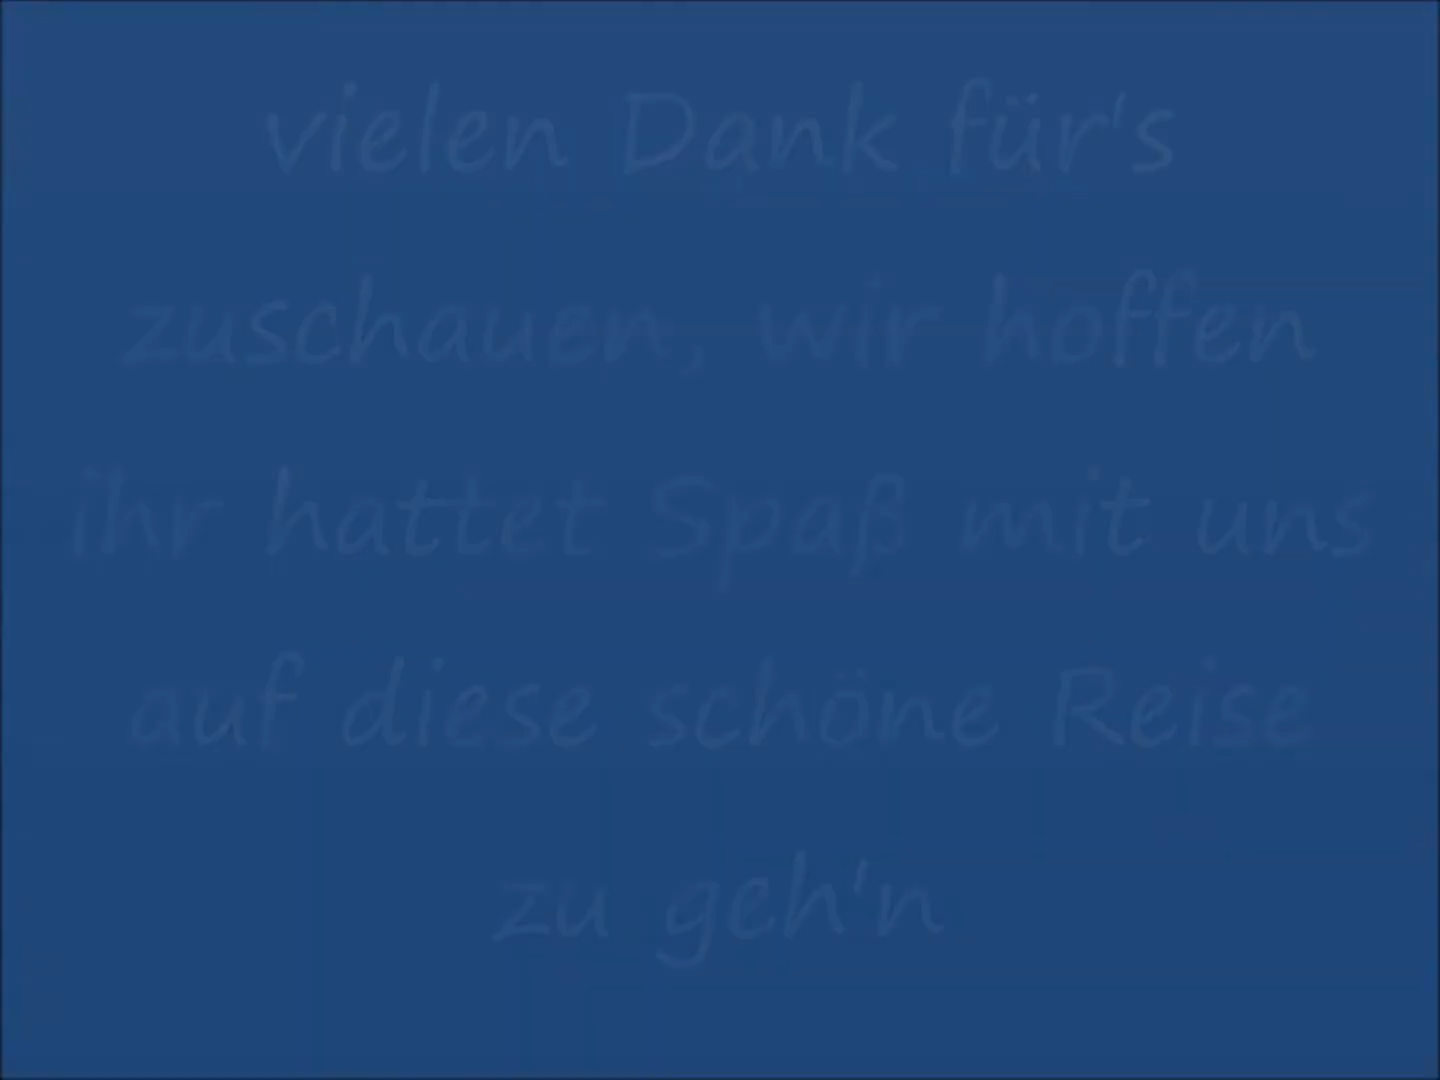 vielen Dank für's
zuschauen, wir hoffen
ihr hattet Spaß mit uns
auf diese schöne Reise
zu geh'n